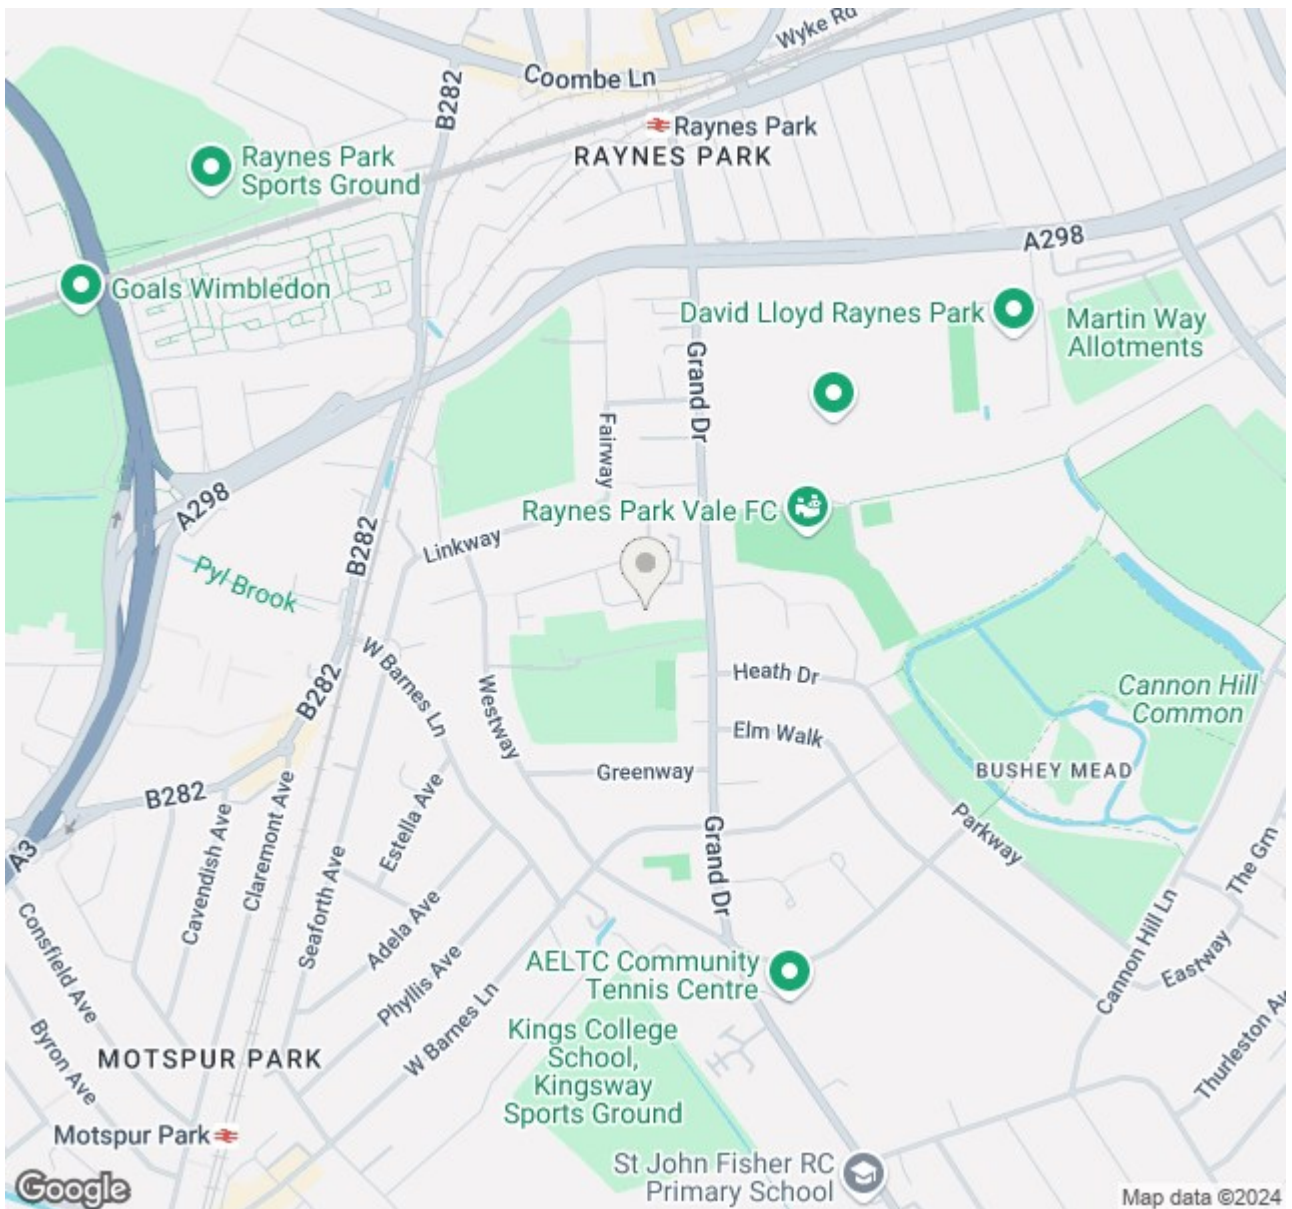 Wyke Rd
Coombe Ln
B282
Raynes Park
RAYNES PARK
Raynes Park
Sports Ground
A298
Goals Wimbledon
David Lloyd Raynes Park
Martin Way
Allotments
Grand Dr
Fairway
A298
Raynes Park Vale FC
B282
Linkway
Pyl Brook
W Barnes Ln
B282
Westway
Heath Dr
Cannon Hill
Common
Elm Walk
Greenway
BUSHEY MEAD
B282
Estella Ave
Claremont Ave
Cavendish Ave
Parkway
A3
Grand Dr
Seaforth Ave
The Grn
Adela Ave
Consfield Ave
Phyllis Ave
Cannon Hill Ln
Eastway
AELTC Community
Tennis Centre
W Barnes Ln
Kings College
School,
Kingsway
Sports Ground
Byron Ave
MOTSPUR PARK
Motspur Park
St John Fisher RC
Primary School
Google
Map data ©2024